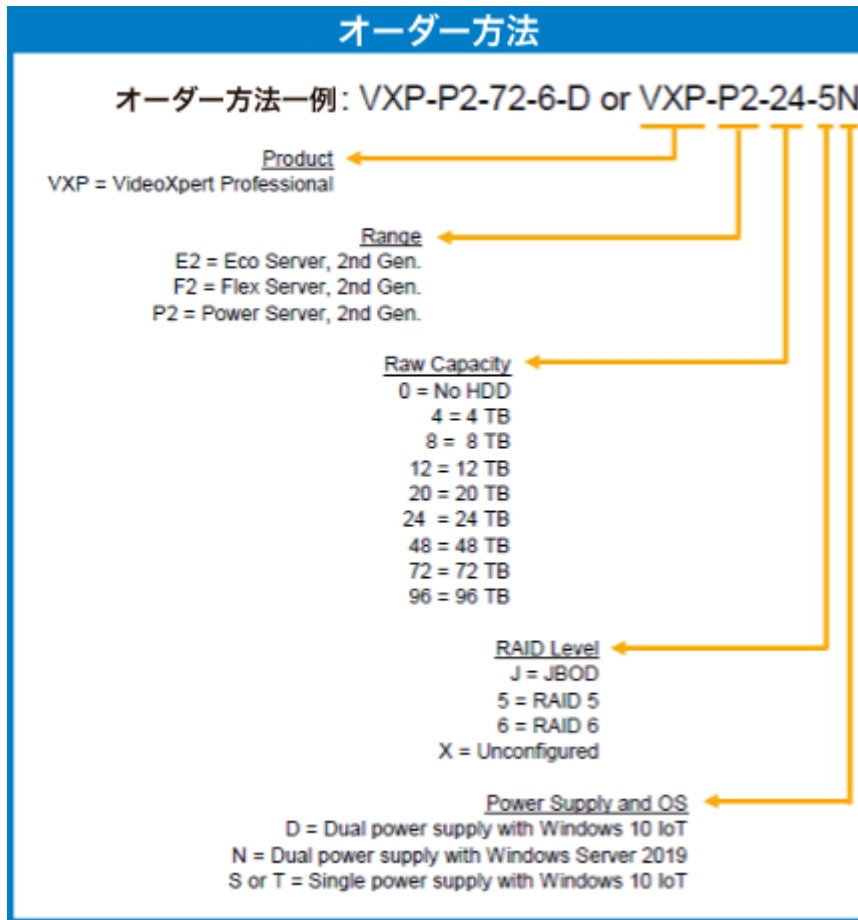 オーダー方法
オーダー方法一例: VXP-P2-72-6-D or VXP-P2-24-5N
Product
VXP = VideoXpert Professional
Range
E2 = Eco Server, 2nd Gen.
F2 = Flex Server, 2nd Gen.
P2 = Power Server, 2nd Gen.
Raw Capacity
0 = No HDD
4 = 4 TB
8 = 8 TB
12 = 12 TB
20 = 20 TB
24 = 24 TB
48 = 48 TB
72 = 72 TB
96 = 96 TB
RAID Level
J = JBOD
5 = RAID 5
6 = RAID 6
X = Unconfigured
Power Supply and OS
D = Dual power supply with Windows 10 IoT
N = Dual power supply with Windows Server 2019
S or T = Single power supply with Windows 10 IoT